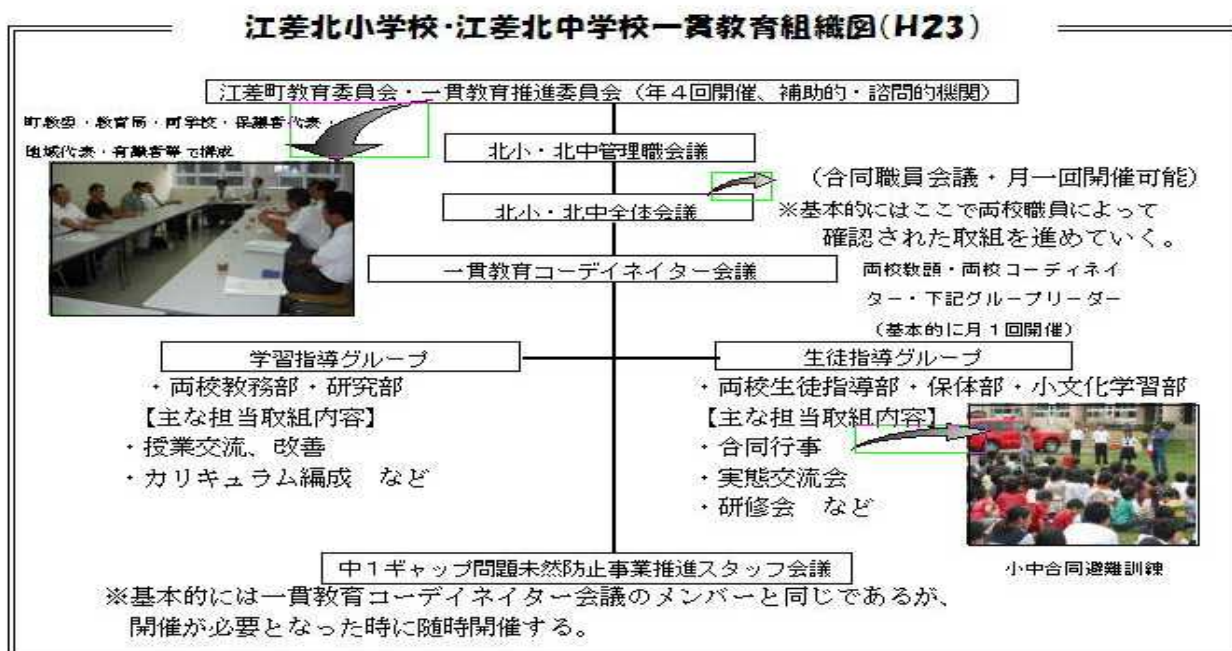 江差北小学校・江差北中学校一貫教育組織図(H23)
江差町教育委員会・一貫教育推進委員会（年４回開催、補助的・諮問的機関）
町教委・教育局・両学校・保護者代表・
地域代表・有識者等で構成
北小・北中管理職会議
（合同職員会議・月一回開催可能）
北小・北中全体会議
※基本的にはここで両校職員によって
確認された取組を進めていく。
一貫教育コーデイネイター会議
両校教頭・両校コーディネイ
ター・下記グループリーダー
（基本的に月１回開催）
学習指導グループ
・両校教務部・研究部
【主な担当取組内容】
・授業交流、改善
・カリキュラム編成　など
生徒指導グループ
・両校生徒指導部・保体部・小文化学習部
【主な担当取組内容】
・合同行事
・実態交流会
・研修会　など
小中合同避難訓練
中１ギャップ問題未然防止事業推進スタッフ会議
※基本的には一貫教育コーデイネイター会議のメンバーと同じであるが、
開催が必要となった時に随時開催する。